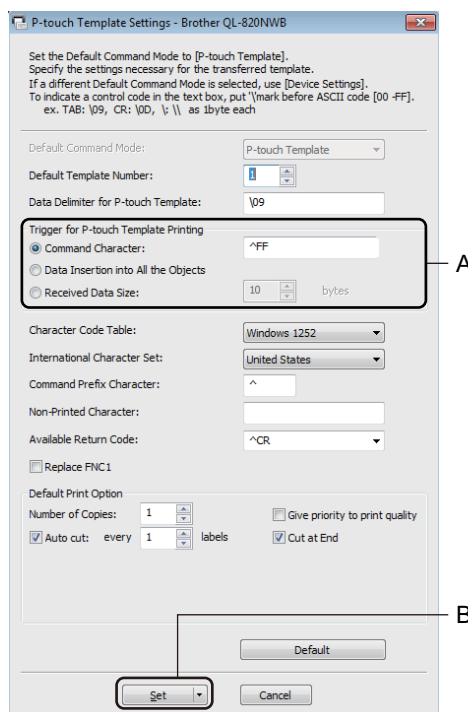 P-touch Template Settings - Brother QL-820NWB
Set the Default Command Mode to [P-touch Template].
Specify the settings necessary for the transferred template.
If a different Default Command Mode is selected, use [Device Settings].
To indicate a control code in the text box, put '\'mark before ASCII code [00 -FF].
ex. TAB: \09, CR: \0D, \: \\ as 1byte each
Default Command Mode: P-touch Template
Default Template Number: 1
Data Delimiter for P-touch Template: \09
Trigger for P-touch Template Printing
Command Character: ^FF
A
Data Insertion into All the Objects
Received Data Size: 10 bytes
Character Code Table: Windows 1252
International Character Set: United States
Command Prefix Character: ^
Non-Printed Character:
Available Return Code: ^CR
Replace FNC1
Default Print Option
Number of Copies: 1 Give priority to print quality
Auto cut: every 1 labels Cut at End
B
Default
Set Cancel